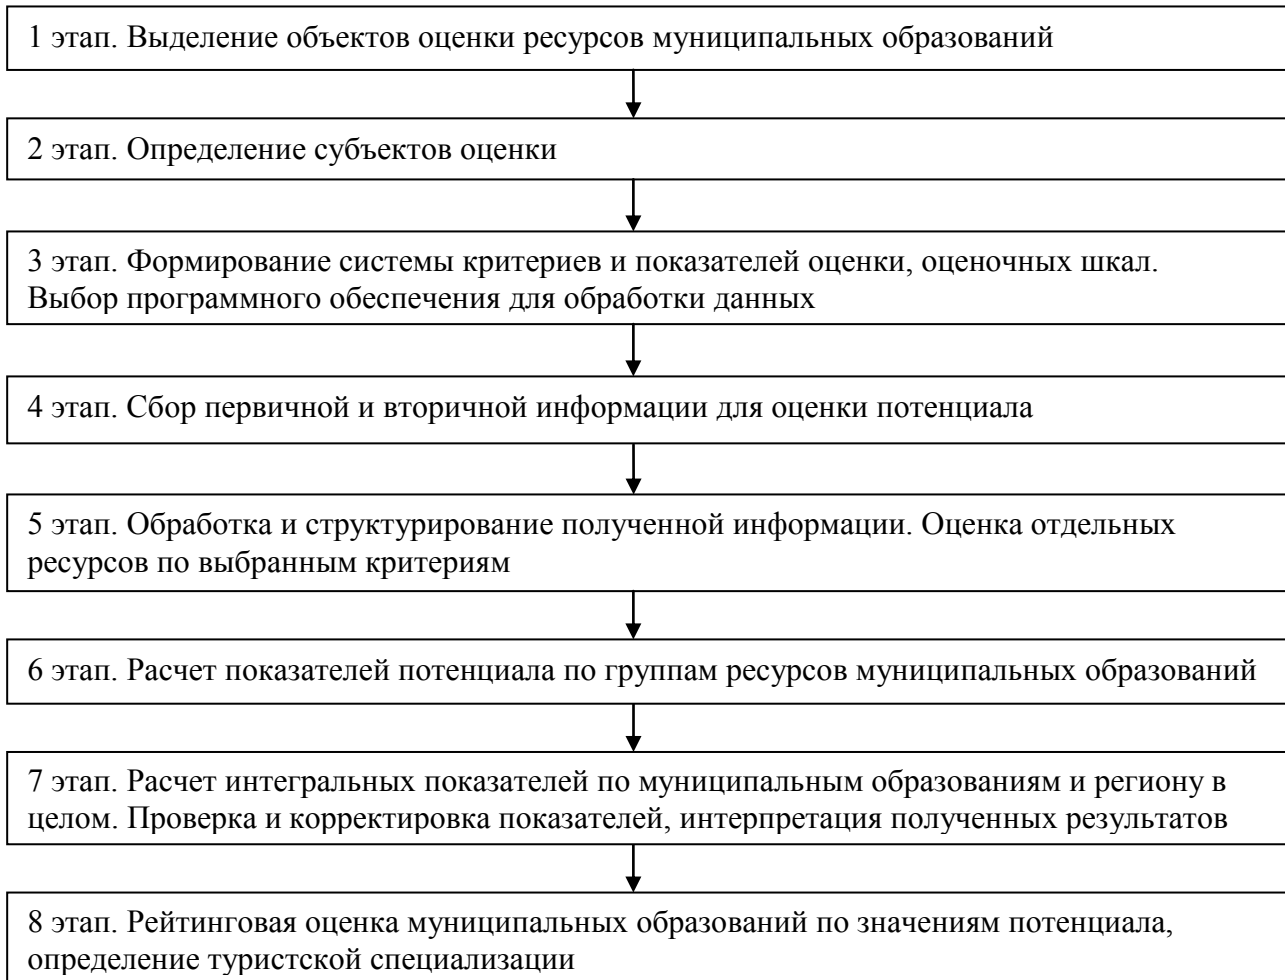 1 этап. Выделение объектов оценки ресурсов муниципальных образований
2 этап. Определение субъектов оценки
3 этап. Формирование системы критериев и показателей оценки, оценочных шкал.
Выбор программного обеспечения для обработки данных
4 этап. Сбор первичной и вторичной информации для оценки потенциала
5 этап. Обработка и структурирование полученной информации. Оценка отдельных
ресурсов по выбранным критериям
6 этап. Расчет показателей потенциала по группам ресурсов муниципальных образований
7 этап. Расчет интегральных показателей по муниципальным образованиям и региону в
целом. Проверка и корректировка показателей, интерпретация полученных результатов
8 этап. Рейтинговая оценка муниципальных образований по значениям потенциала,
определение туристской специализации